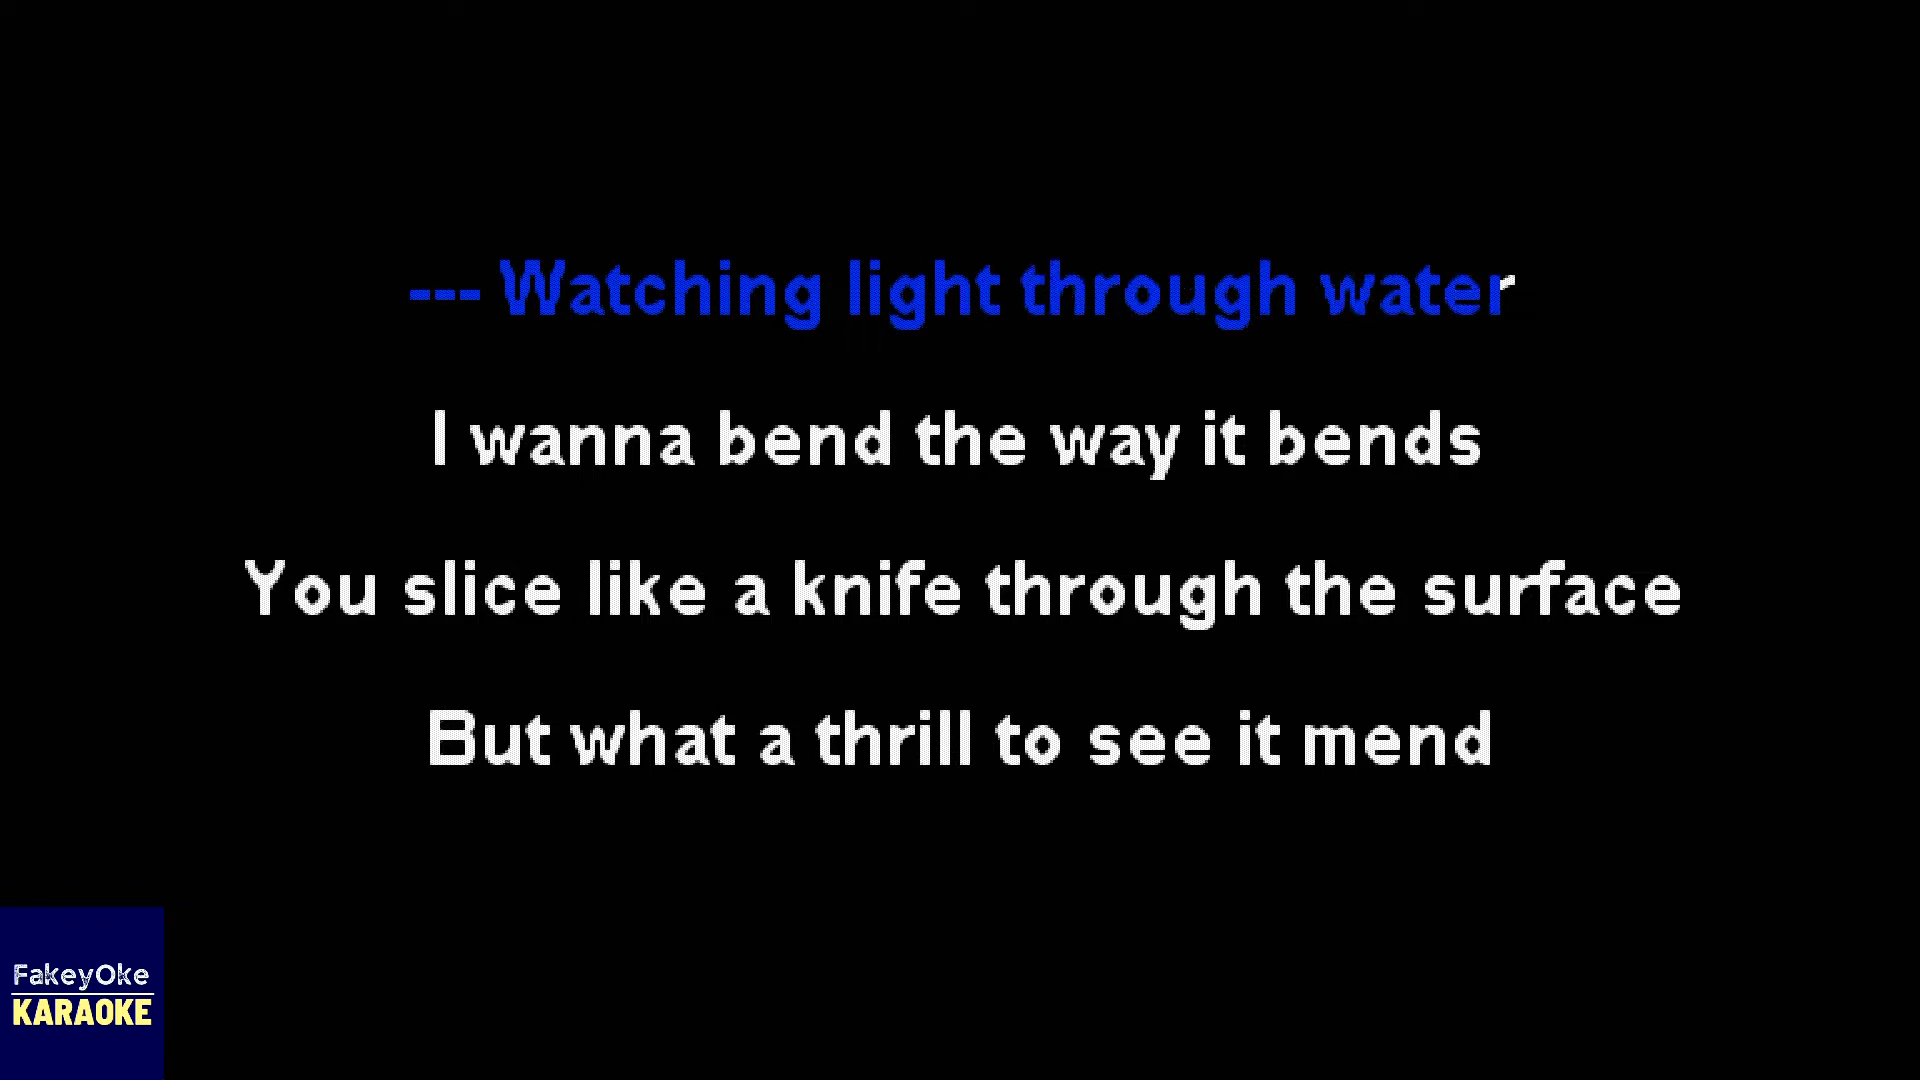 --- Watching light through water
I wanna bend the way it bends
You slice like a knife through the surface
But what a thrill to see it mend
FakeyOke
KARAOKE